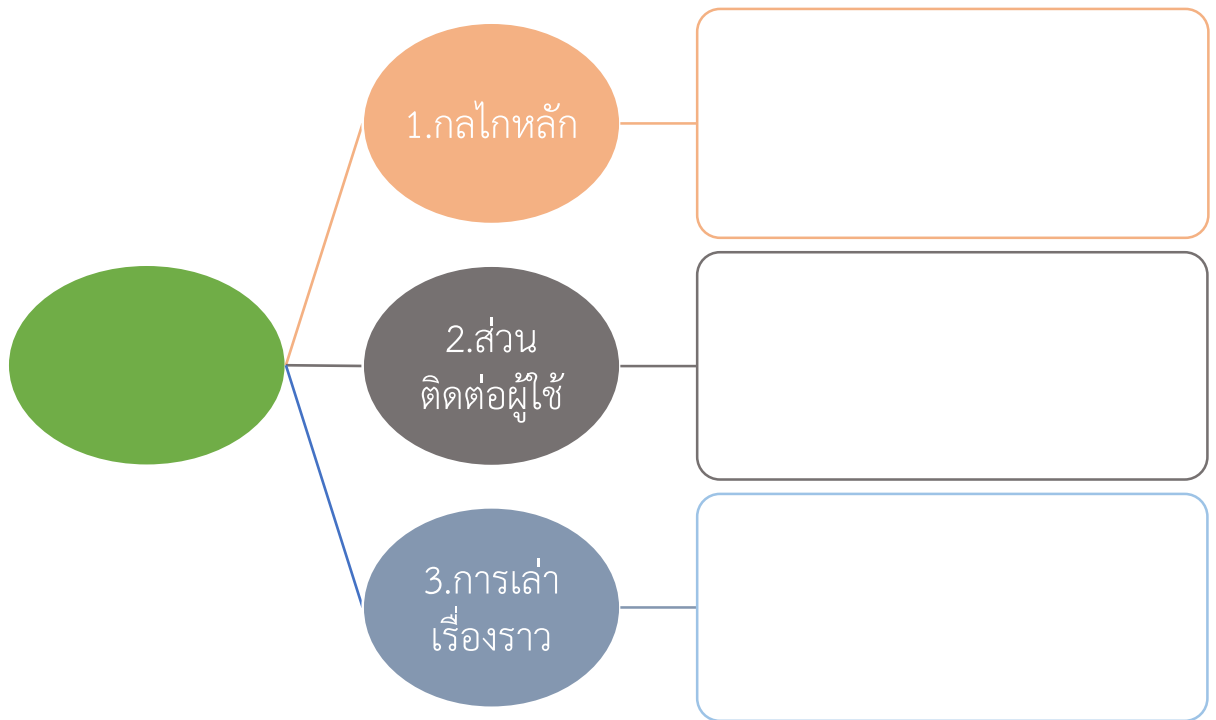 1.กลไกหลัก
2.ส่วน
ติดต่อผู้ใช้
3.การเล่า
เรื่องราว